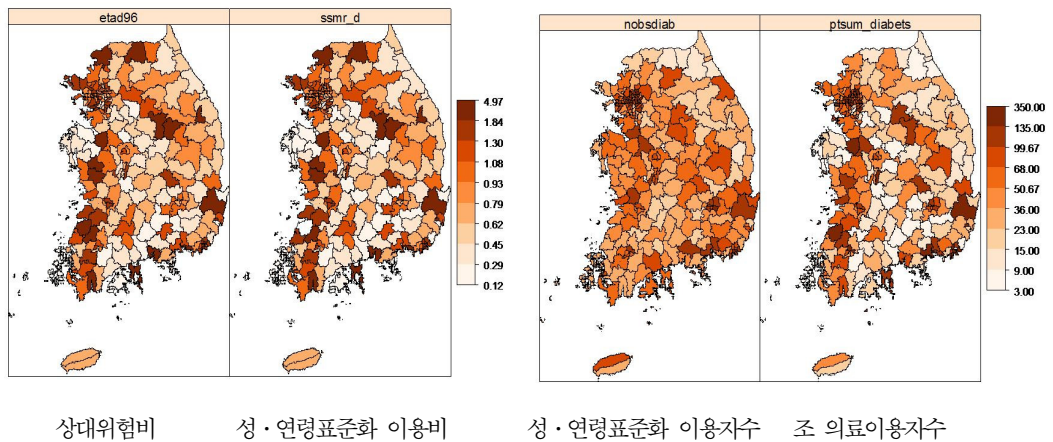 etad96
ssmr_d
4.97
1.84
1.30
1.08
0.93
0.79
0.62
0.45
0.29
0.12
nobsdiab
ptsum_diabets
350.00
135.00
99.67
68.00
50.67
36.00
23.00
15.00
9.00
3.00
상대위험비
성·연령표준화 이용비
성·연령표준화 이용자수
조 의료이용자수